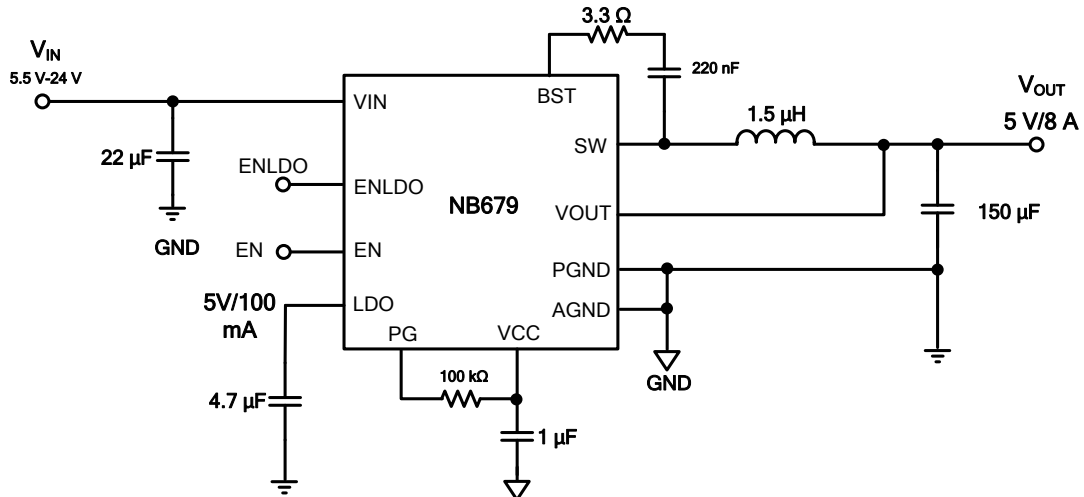 3.3 Ω
V_IN
5.5 V-24 V
220 nF
V_OUT
5 V/8 A
VIN
BST
1.5 µH
22 µF
SW
ENLDO
ENLDO
NB679
VOUT
150 µF
GND
EN
EN
PGND
5V/100
mA
LDO
AGND
PG
VCC
GND
100 kΩ
4.7 µF
1 µF